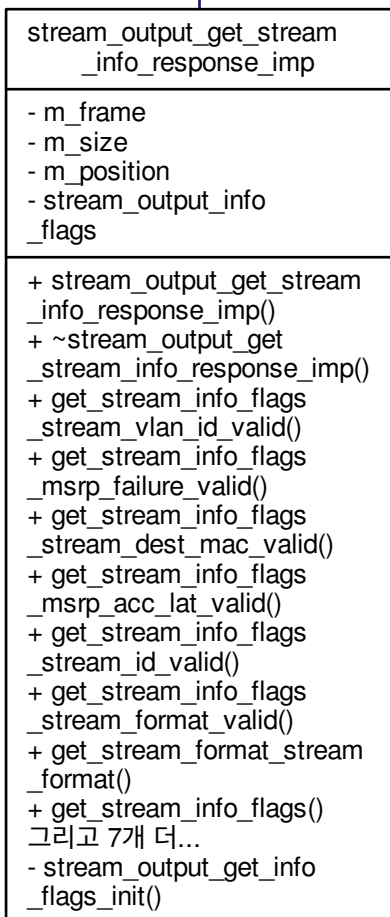 stream_output_get_stream
_info_response_imp
- m_frame
- m_size
- m_position
- stream_output_info
_flags
+ stream_output_get_stream
_info_response_imp()
+ ~stream_output_get
_stream_info_response_imp()
+ get_stream_info_flags
_stream_vlan_id_valid()
+ get_stream_info_flags
_msrp_failure_valid()
+ get_stream_info_flags
_stream_dest_mac_valid()
+ get_stream_info_flags
_msrp_acc_lat_valid()
+ get_stream_info_flags
_stream_id_valid()
+ get_stream_info_flags
_stream_format_valid()
+ get_stream_format_stream
_format()
+ get_stream_info_flags()
그리고 7개 더...
- stream_output_get_info
_flags_init()